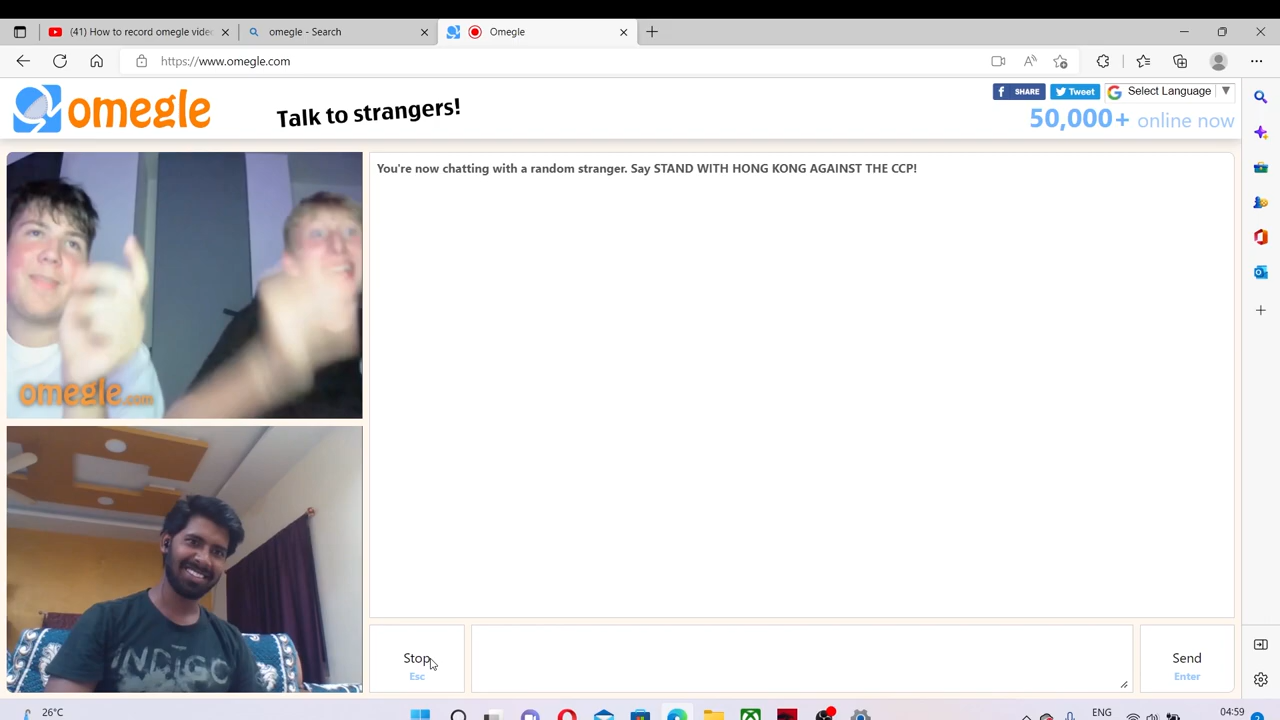 (41) How to record omegle video
omegle - Search
Omegle
https://www.omegle.com
omegle
Talk to strangers!
SHARE
Tweet
Select Language
50,000+ online now
You're now chatting with a random stranger. Say STAND WITH HONG KONG AGAINST THE CCP!
omegle.com
INDIGO
Stop
Esc
Send
Enter
26°C
ENG
04:59